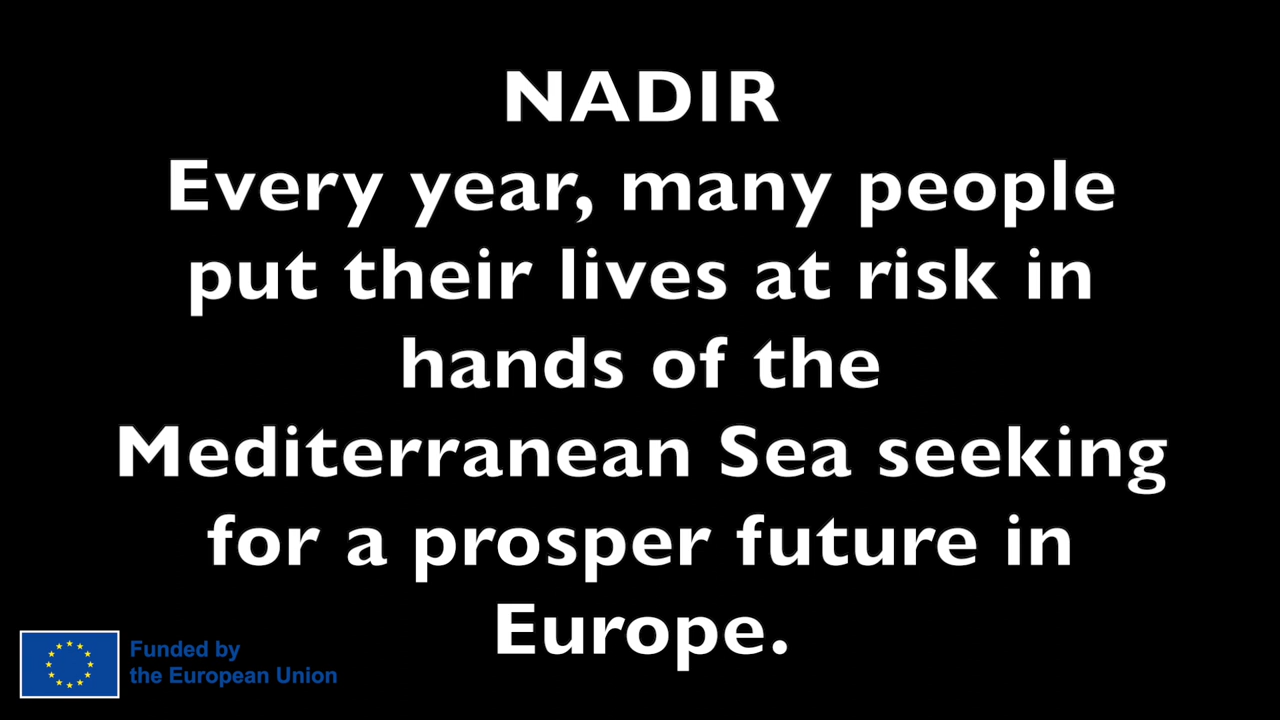 NADIR
Every year, many people
put their lives at risk in
hands of the
Mediterranean Sea seeking
for a prosper future in
Europe.
Funded by
the European Union